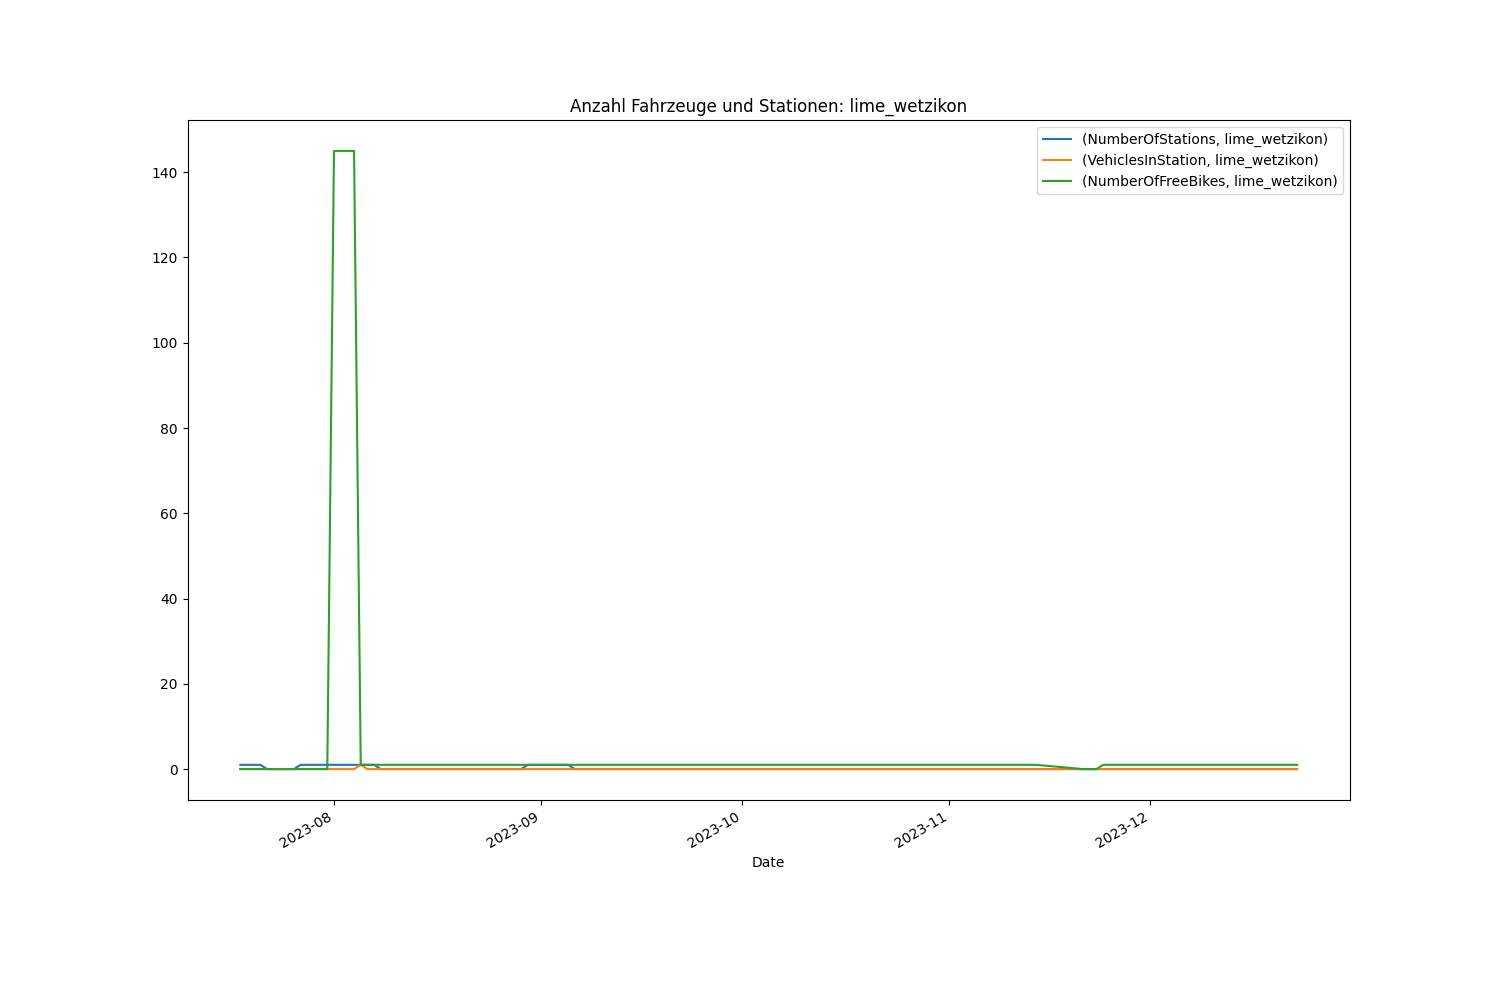 Anzahl Fahrzeuge und Stationen: lime_wetzikon
(NumberOfStations, lime_wetzikon)
(VehiclesInStation, lime_wetzikon)
(NumberOfFreeBikes, lime_wetzikon)
140
120
100
80
60
40
20
0
2023-08
2023-09
2023-10
2023-11
2023-12
Date